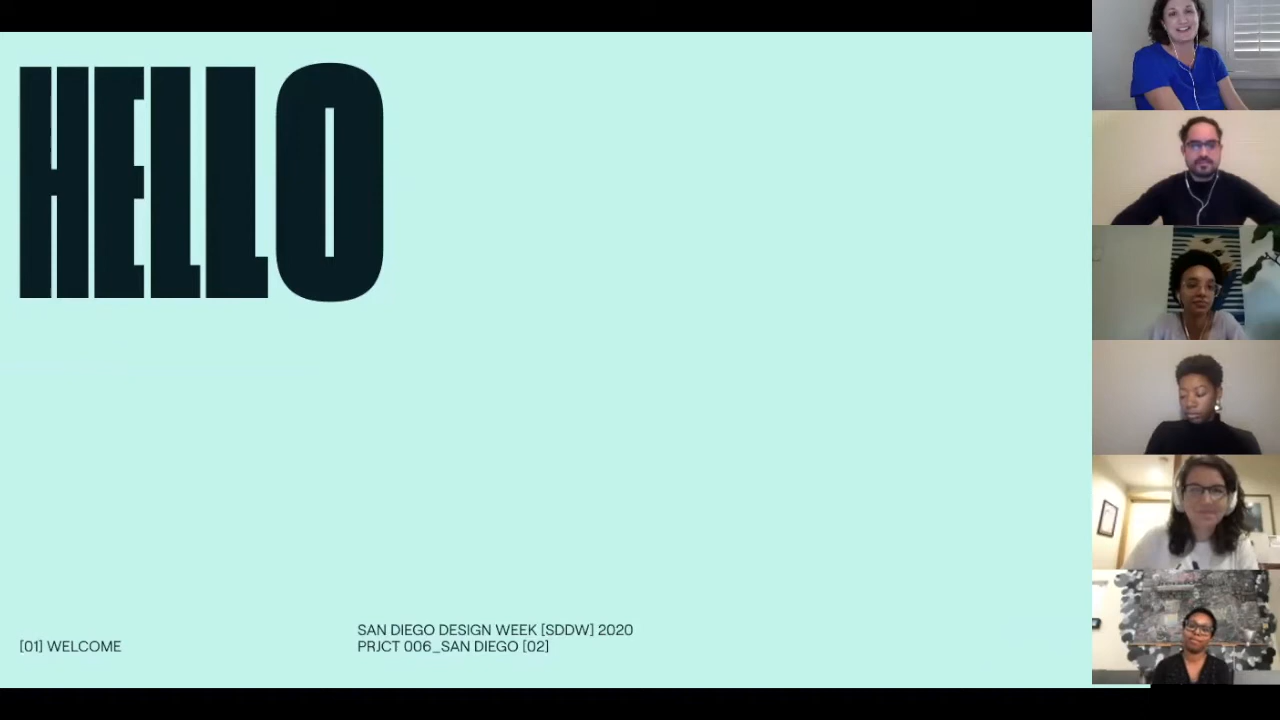 HELLO
[01] WELCOME
SAN DIEGO DESIGN WEEK [SDDW] 2020
PRJCT 006_SAN DIEGO [02]